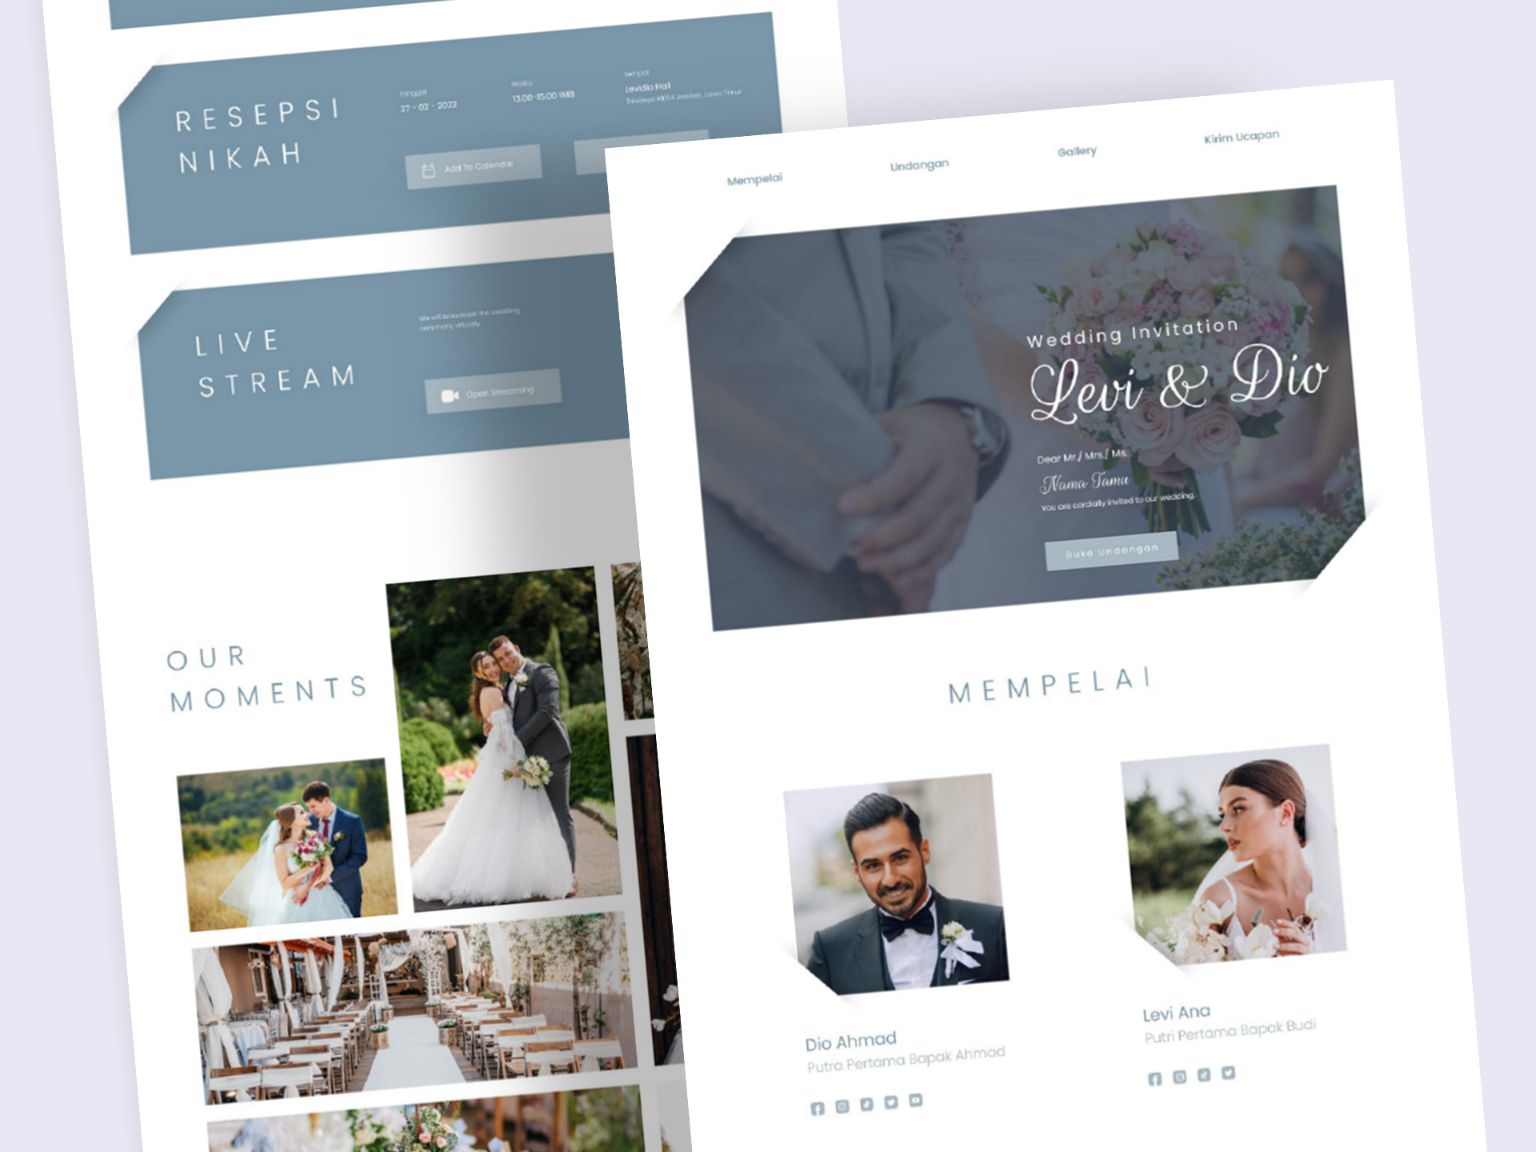 RESEPSI
NIKAH
Tanggal
27 - 02 - 2022
Waktu
13.00-15.00 WIB
Tempat
Levidio Hall
Add To Calendar
LIVE
STREAM
We will broadcast the wedding
ceremony virtually
Open Streaming
OUR
MOMENTS
Mempelai
Undangan
Gallery
Kirim Ucapan
Wedding Invitation
Levi & Dio
Dear Mr./ Mrs./ Ms.
Nama Tamu
You are cordially invited to our wedding.
Buka Undangan
MEMPELAI
Dio Ahmad
Putra Pertama Bapak Ahmad
Levi Ana
Putri Pertama Bapak Budi